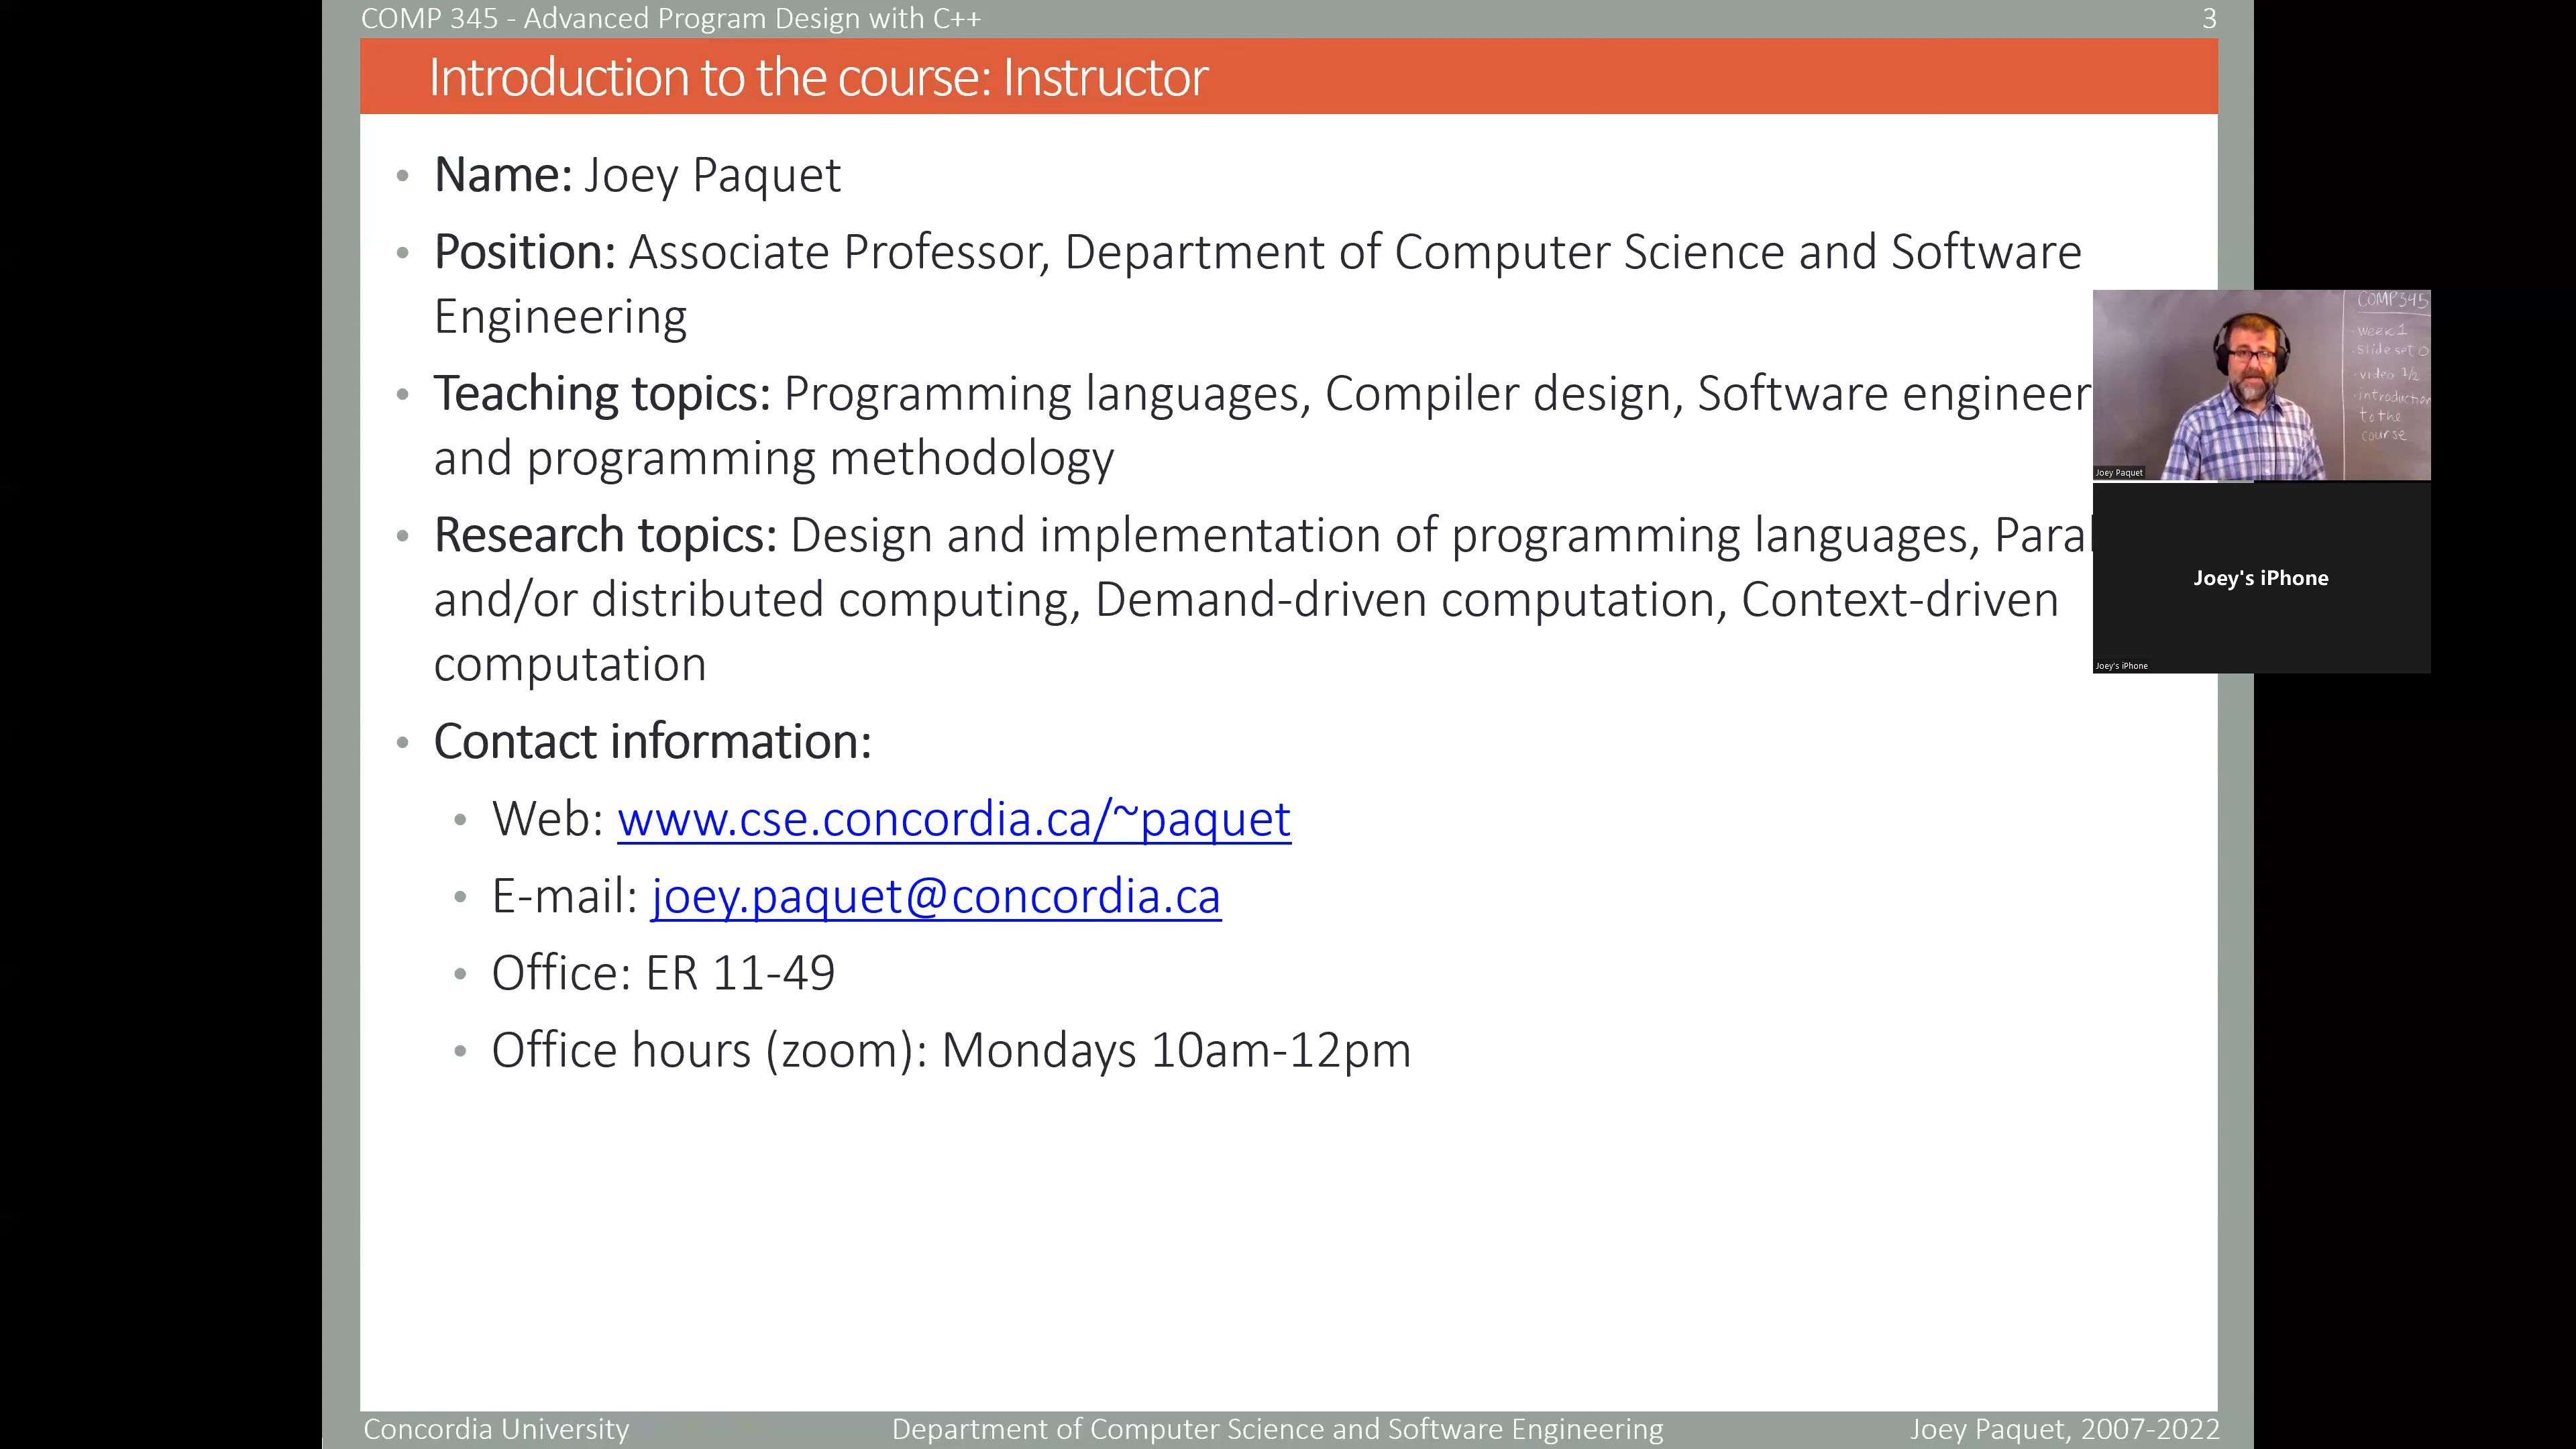 COMP 345 - Advanced Program Design with C++
3
Introduction to the course: Instructor
• Name: Joey Paquet
• Position: Associate Professor, Department of Computer Science and Software
Engineering
• Teaching topics: Programming languages, Compiler design, Software engineer
and programming methodology
• Research topics: Design and implementation of programming languages, Paral
and/or distributed computing, Demand-driven computation, Context-driven
computation
• Contact information:
• Web: www.cse.concordia.ca/~paquet
• E-mail: joey.paquet@concordia.ca
• Office: ER 11-49
• Office hours (zoom): Mondays 10am-12pm
COMP345
week 1
- slide set 0
- video 1/2
- introduction
to the
course
Joey Paquet
Joey's iPhone
Joey's iPhone
Concordia University
Department of Computer Science and Software Engineering
Joey Paquet, 2007-2022